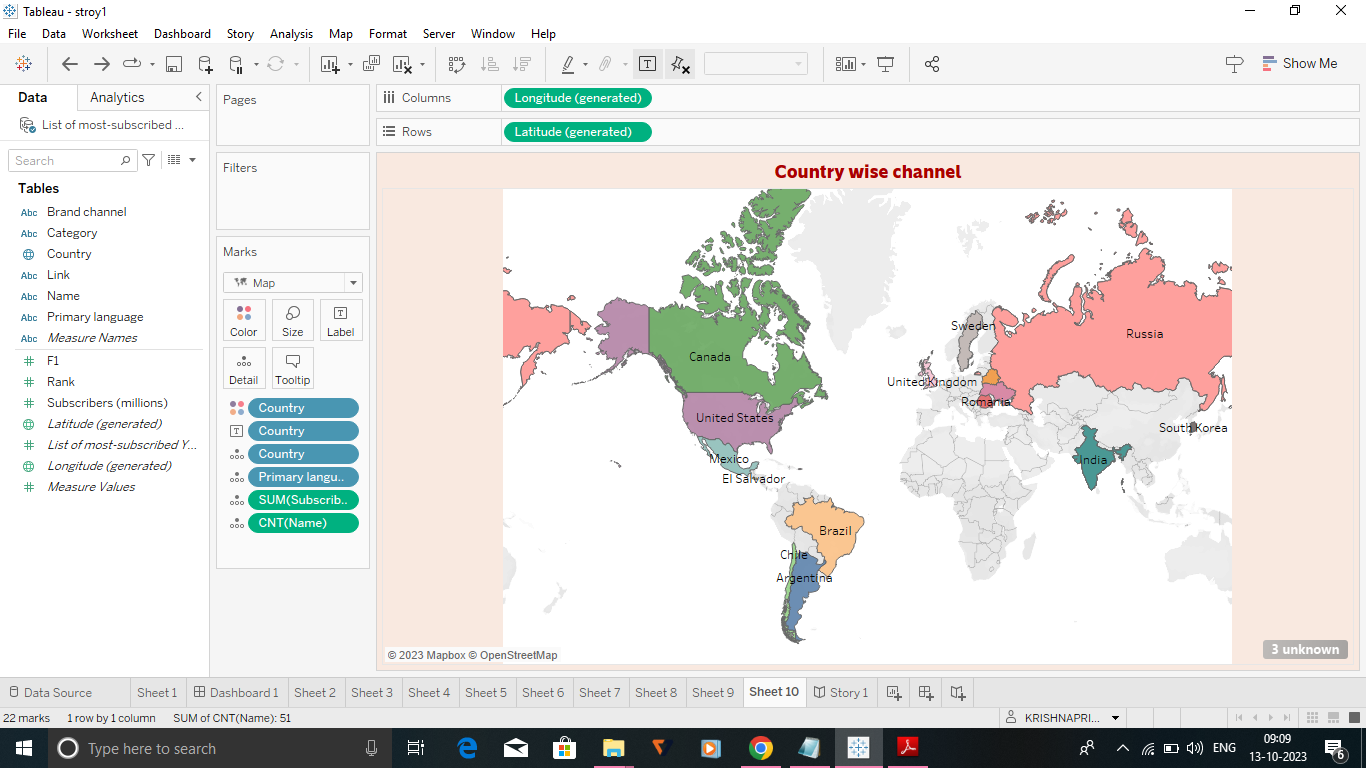 Tableau - stroy1
File Data Worksheet Dashboard Story Analysis Map Format Server Window Help
Show Me
Data Analytics
List of most-subscribed ...
Search
Tables
Abc Brand channel
Abc Category
Country
Abc Link
Abc Name
Abc Primary language
Abc Measure Names
F1
Rank
Subscribers (millions)
Latitude (generated)
List of most-subscribed Y...
Longitude (generated)
Measure Values
Pages
Filters
Marks
Map
Color Size Label
Detail Tooltip
Country
Country
Country
Primary langu..
SUM(Subscrib..
CNT(Name)
Columns Longitude (generated)
Rows Latitude (generated)
Country wise channel
Sweden
Russia
Canada
United Kingdom
Romania
United States
South Korea
Mexico
India
El Salvador
Brazil
Chile
Argentina
© 2023 Mapbox © OpenStreetMap
3 unknown
Data Source Sheet 1 Dashboard 1 Sheet 2 Sheet 3 Sheet 4 Sheet 5 Sheet 6 Sheet 7 Sheet 8 Sheet 9 Sheet 10 Story 1
22 marks 1 row by 1 column SUM of CNT(Name): 51
KRISHNAPRI...
Type here to search
ENG
09:09
13-10-2023
6